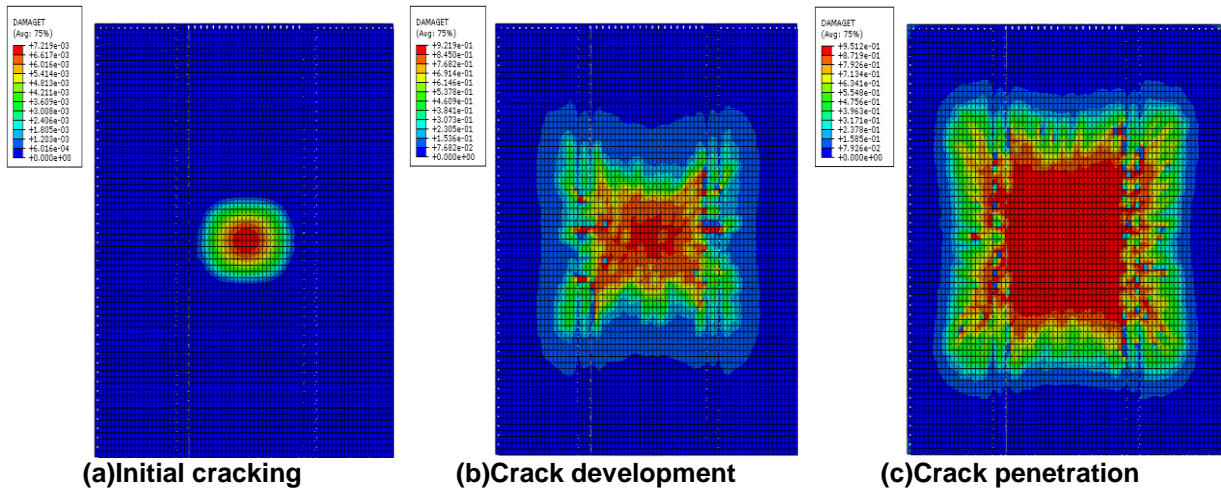 DAMAGET
(Avg: 75%)
+7.219e-03
+6.617e-03
+6.016e-03
+5.414e-03
+4.813e-03
+4.211e-03
+3.609e-03
+3.008e-03
+2.406e-03
+1.805e-03
+1.203e-03
+6.016e-04
+0.000e+00
(a)Initial cracking
DAMAGET
(Avg: 75%)
+9.219e-01
+8.450e-01
+7.682e-01
+6.914e-01
+6.146e-01
+5.378e-01
+4.609e-01
+3.841e-01
+3.073e-01
+2.305e-01
+1.536e-01
+7.682e-02
+0.000e+00
(b)Crack development
DAMAGET
(Avg: 75%)
+9.512e-01
+8.719e-01
+7.926e-01
+7.134e-01
+6.341e-01
+5.548e-01
+4.756e-01
+3.963e-01
+3.171e-01
+2.378e-01
+1.585e-01
+7.926e-02
+0.000e+00
(c)Crack penetration